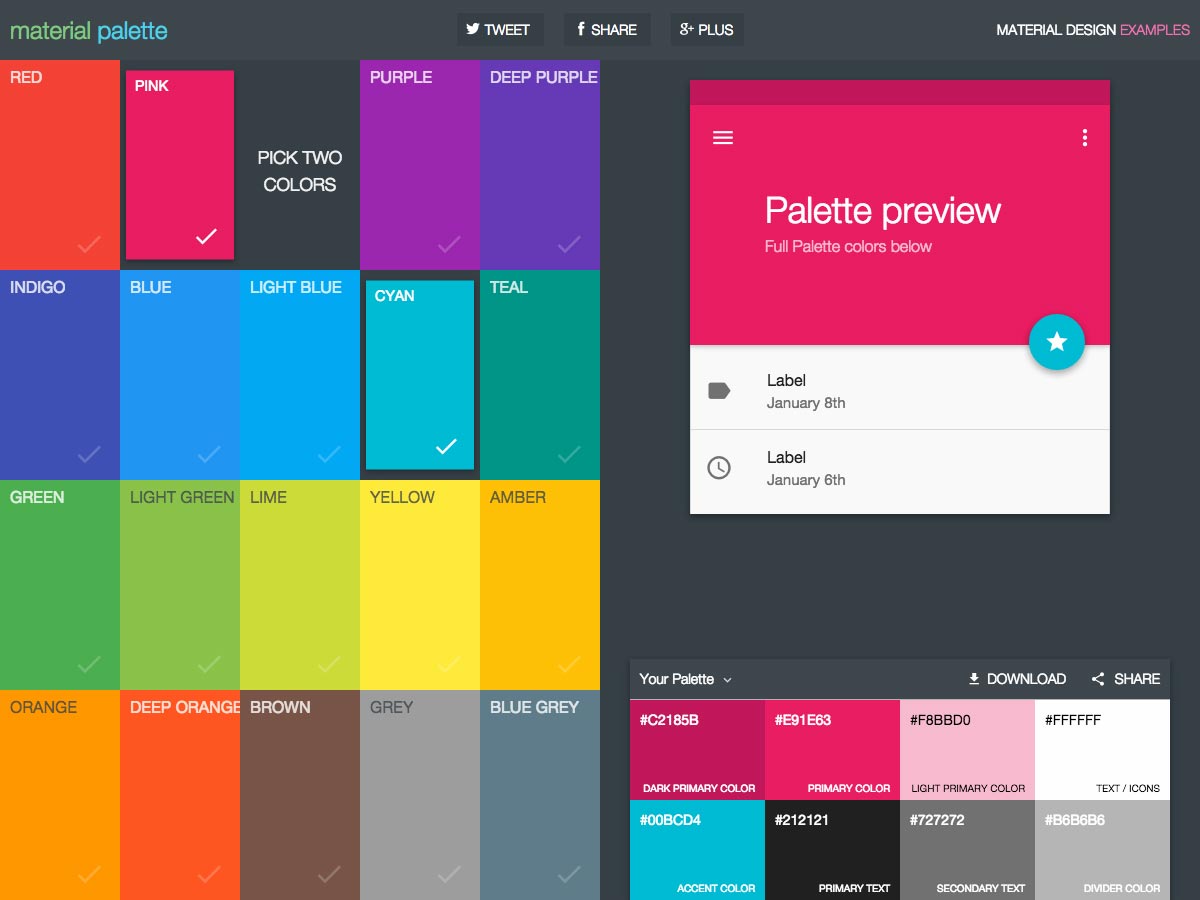 material palette
TWEET
SHARE
g+ PLUS
MATERIAL DESIGN EXAMPLES
RED
PINK
PICK TWO
COLORS
PURPLE
DEEP PURPLE
INDIGO
BLUE
LIGHT BLUE
CYAN
TEAL
GREEN
LIGHT GREEN
LIME
YELLOW
AMBER
ORANGE
DEEP ORANGE
BROWN
GREY
BLUE GREY
Palette preview
Full Palette colors below
Label
January 8th
Label
January 6th
Your Palette
DOWNLOAD
SHARE
#C2185B
DARK PRIMARY COLOR
#E91E63
PRIMARY COLOR
#F8BBD0
LIGHT PRIMARY COLOR
#FFFFFF
TEXT / ICONS
#00BCD4
ACCENT COLOR
#212121
PRIMARY TEXT
#727272
SECONDARY TEXT
#B6B6B6
DIVIDER COLOR